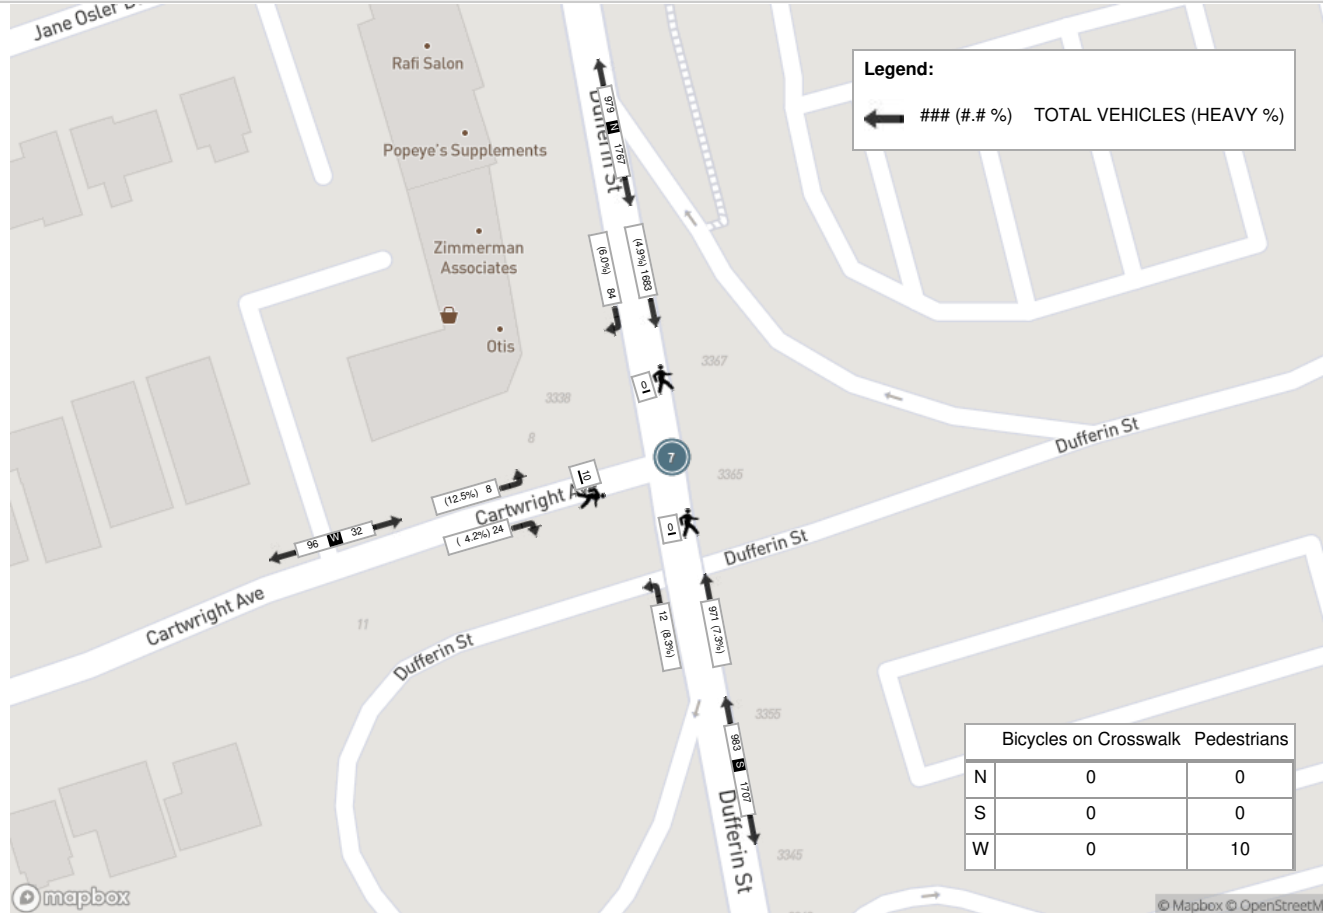 Jane Osler
Rafi Salon
Popeye's Supplements
Zimmerman
Associates
Otis
Legend:
### (#.# %) TOTAL VEHICLES (HEAVY %)
979 N 1767
Dufferin St
(6.0%) 84
(4.9%) 1683
0
3367
3338
8
7
3365
Dufferin St
10
(12.5%) 8
Cartwright Ave
( 4.2%) 24
96 W 32
0
Dufferin St
Cartwright Ave
11
Dufferin St
12 (8.3%)
971 (7.3%)
3355
983 S 1707
Dufferin St
3345
Bicycles on Crosswalk Pedestrians
N 0 0
S 0 0
W 0 10
mapbox
© Mapbox © OpenStreetM